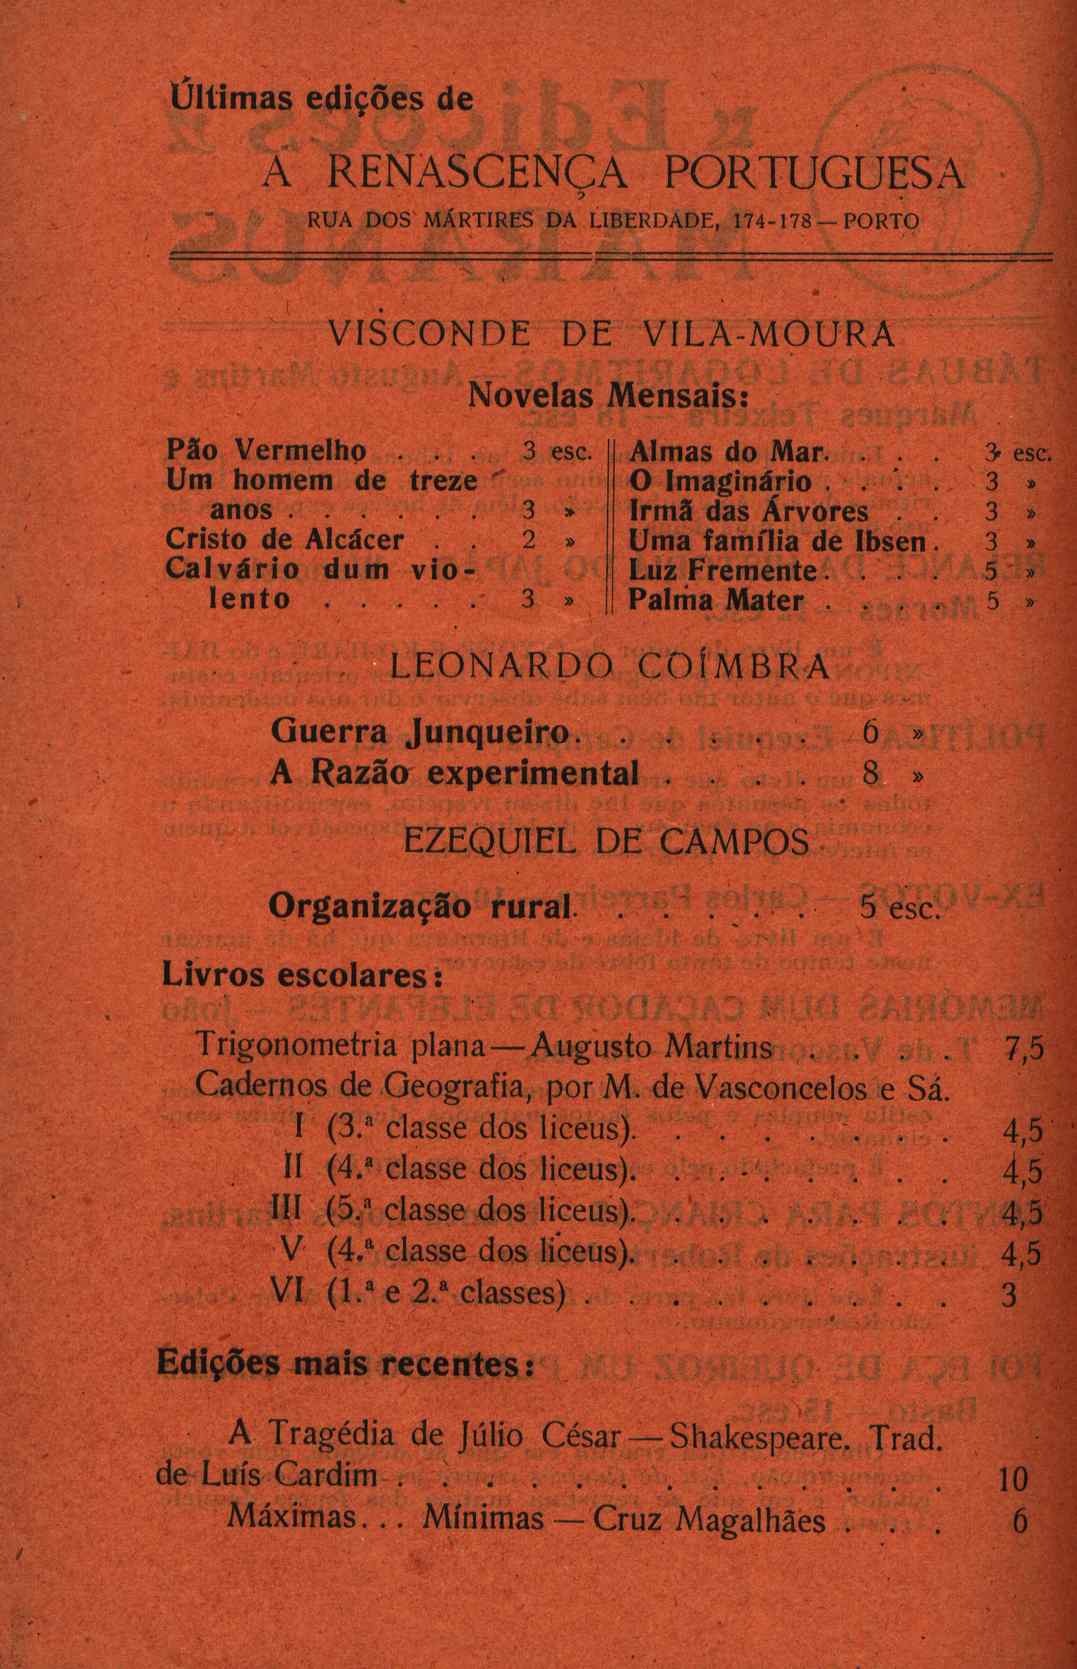 Últimas edições de
A RENASCENÇA PORTUGUESA
RUA DOS MÁRTIRES DA LIBERDADE, 174-178 — PORTO
VISCONDE DE VILA-MOURA
Novelas Mensais:
Pão Vermelho . . . 3 esc.
Um homem de treze
anos . . . . . . . 3 »
Cristo de Alcácer . . 2 »
Calvário dum vio-
lento . . . . . 3 »
Almas do Mar. . . . 3 esc.
O Imaginário . . . . 3 »
Irmã das Árvores . . 3 »
Uma família de Ibsen . 3 »
Luz Fremente . . . . 5 »
Palma Mater . . . . 5 »
LEONARDO COÍMBRA
Guerra Junqueiro . . . . . . 6 »
A Razão experimental . . . . 8 »
EZEQUIEL DE CAMPOS
Organização rural . . . . . . 5 esc.
Livros escolares:
Trigonometria plana — Augusto Martins . . . . 7,5
Cadernos de Geografia, por M. de Vasconcelos e Sá.
I (3.ª classe dos liceus). . . . . . . . 4,5
II (4.ª classe dos liceus). . . . . . . . 4,5
III (5.ª classe dos liceus). . . . . . . . 4,5
V (4.ª classe dos liceus). . . . . . . . 4,5
VI (1.ª e 2.ª classes) . . . . . . . . . 3
Edições mais recentes:
A Tragédia de Júlio César — Shakespeare. Trad.
de Luís Cardim . . . . . . . . . . . . . 10
Máximas... Mínimas — Cruz Magalhães . . . 6